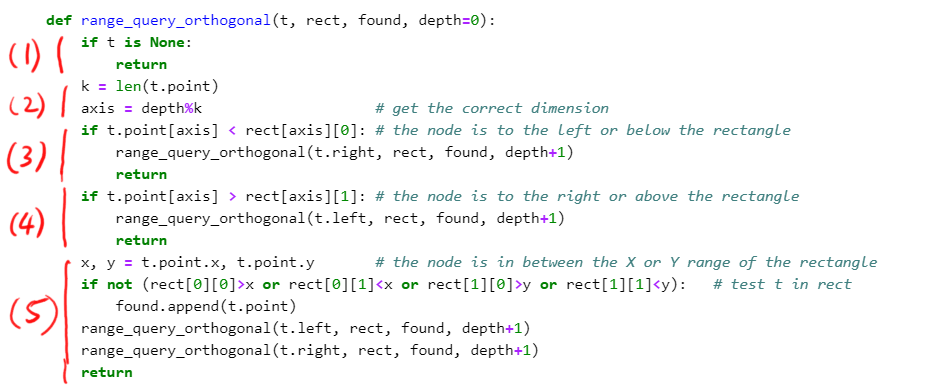 def range_query_orthogonal(t, rect, found, depth=0):
(1) if t is None:
return
(2) k = len(t.point)
axis = depth%k # get the correct dimension
(3) if t.point[axis] < rect[axis][0]: # the node is to the left or below the rectangle
range_query_orthogonal(t.right, rect, found, depth+1)
return
(4) if t.point[axis] > rect[axis][1]: # the node is to the right or above the rectangle
range_query_orthogonal(t.left, rect, found, depth+1)
return
(5) x, y = t.point.x, t.point.y # the node is in between the X or Y range of the rectangle
if not (rect[0][0]>x or rect[0][1]<x or rect[1][0]>y or rect[1][1]<y): # test t in rect
found.append(t.point)
range_query_orthogonal(t.left, rect, found, depth+1)
range_query_orthogonal(t.right, rect, found, depth+1)
return